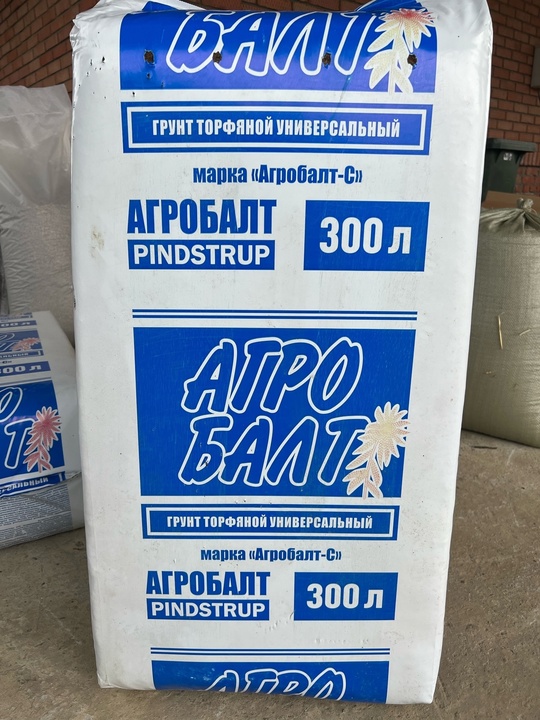 БАЛТ
ГРУНТ ТОРФЯНОЙ УНИВЕРСАЛЬНЫЙ
марка «Агробалт-С»
АГРОБАЛТ
PINDSTRUP
300 л
АГРО
БАЛТ
ГРУНТ ТОРФЯНОЙ УНИВЕРСАЛЬНЫЙ
марка «Агробалт-С»
АГРОБАЛТ
PINDSTRUP
300 л
АГРО